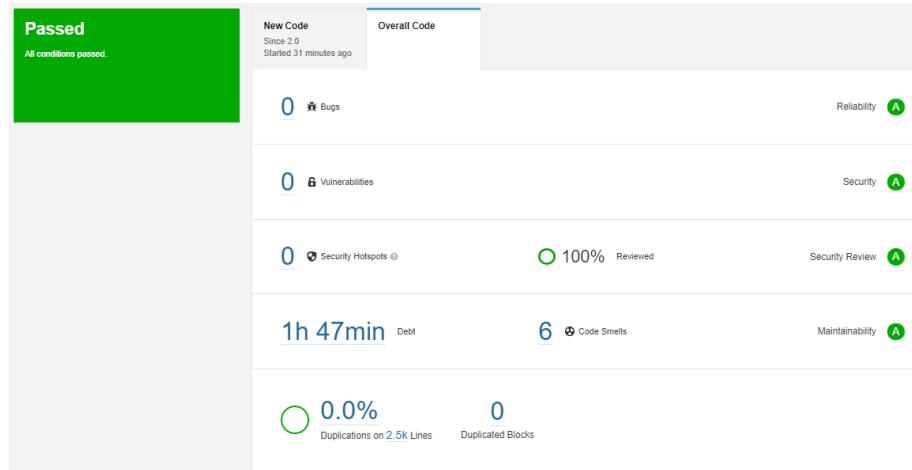 Passed
All conditions passed.
New Code
Since 2.0
Started 31 minutes ago
Overall Code
0 Bugs
Reliability A
0 Vulnerabilities
Security A
0 Security Hotspots ?
100% Reviewed
Security Review A
1h 47min Debt
6 Code Smells
Maintainability A
0.0%
Duplications on 2.5k Lines
0
Duplicated Blocks